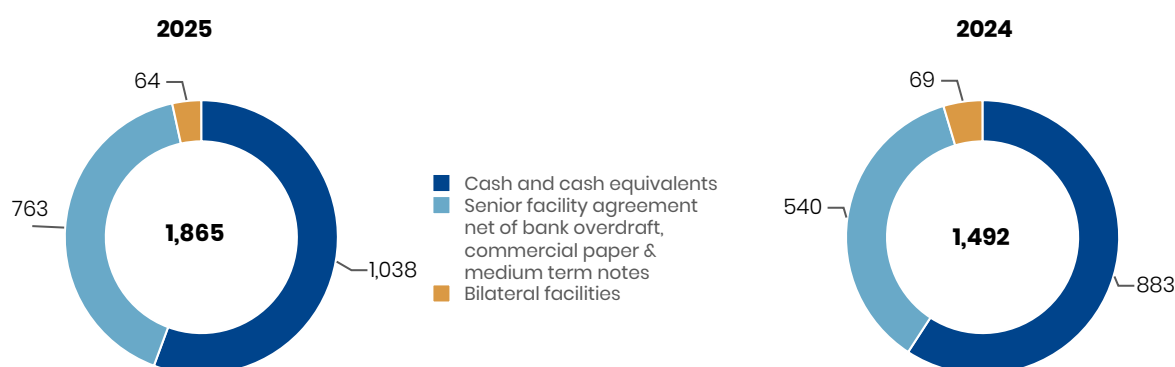 2025
64
763
1,865
1,038
Cash and cash equivalents
Senior facility agreement
net of bank overdraft,
commercial paper &
medium term notes
Bilateral facilities
2024
69
540
1,492
883